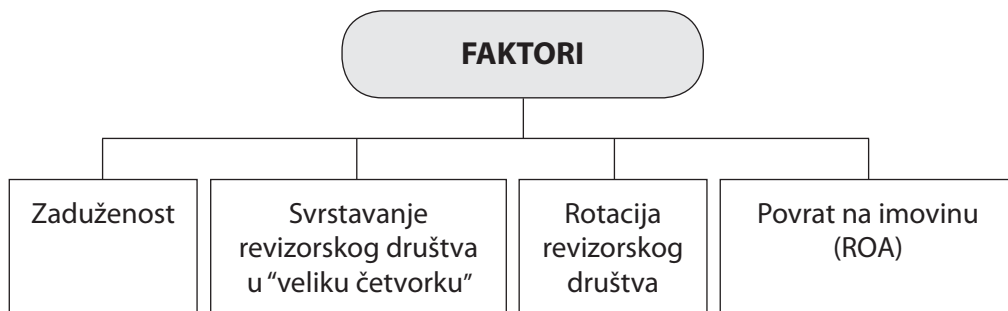 FAKTORI
Zaduženost
Svrstavanje
revizorskog društva
u “veliku četvorku”
Rotacija
revizorskog
društva
Povrat na imovinu
(ROA)